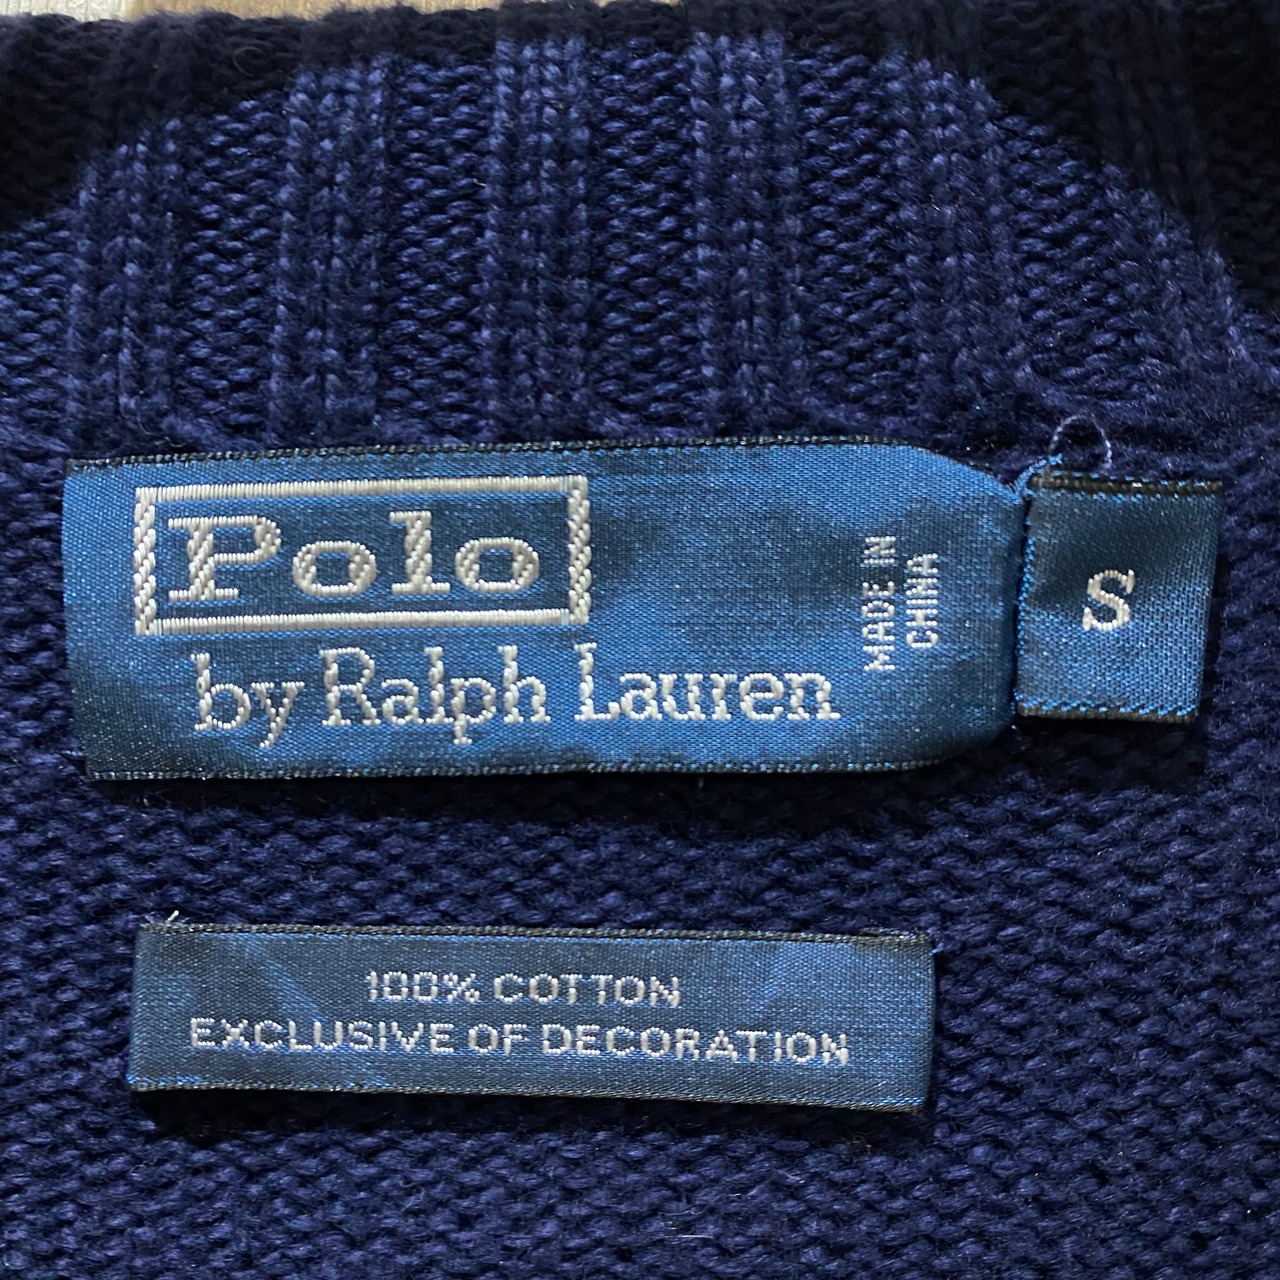 Polo
by Ralph Lauren
MADE IN
CHINA
S
100% COTTON
EXCLUSIVE OF DECORATION